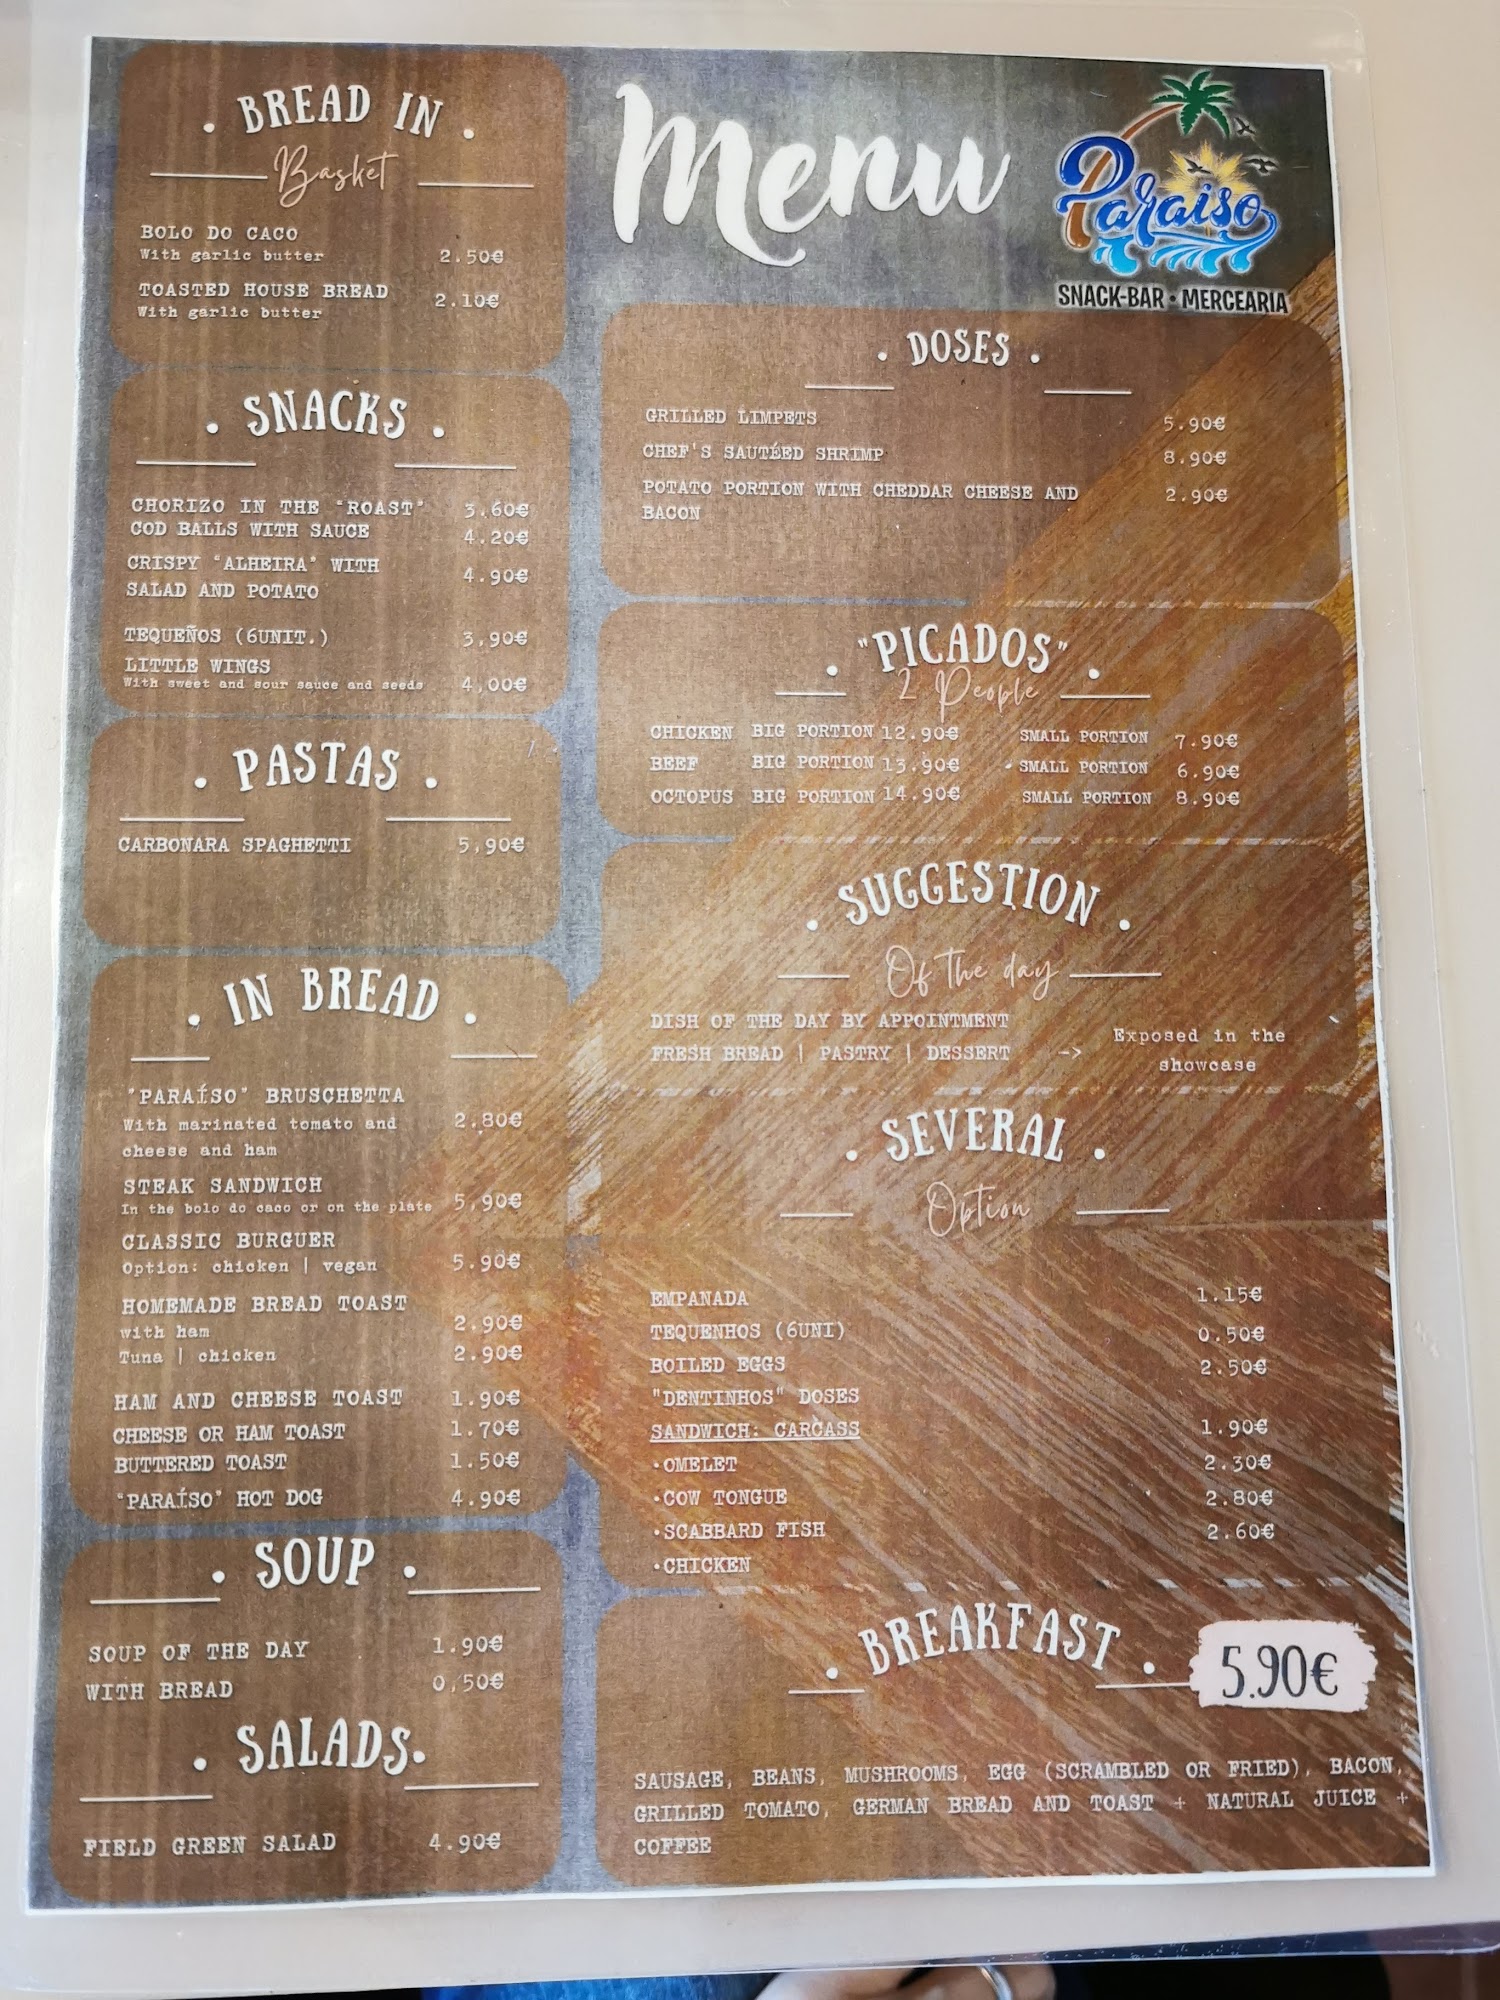 BREAD IN
Basket
BOLO DO CACO
With garlic butter 2.50€
TOASTED HOUSE BREAD 2.10€
With garlic butter
SNACKS
CHORIZO IN THE "ROAST" 3.60€
COD BALLS WITH SAUCE 4.20€
CRISPY "ALHEIRA" WITH 4.90€
SALAD AND POTATO
TEQUEÑOS (6UNIT.) 3,90€
LITTLE WINGS
With sweet and sour sauce and seeds 4,00€
PASTAS
CARBONARA SPAGHETTI 5,90€
IN BREAD
"PARAÍSO" BRUSCHETTA
With marinated tomato and 2.80€
cheese and ham
STEAK SANDWICH
In the bolo do caco or on the plate 5,90€
CLASSIC BURGUER
Option: chicken | vegan 5.90€
HOMEMADE BREAD TOAST
with ham 2.90€
Tuna | chicken 2.90€
HAM AND CHEESE TOAST 1.90€
CHEESE OR HAM TOAST 1.70€
BUTTERED TOAST 1.50€
"PARAÍSO" HOT DOG 4.90€
SOUP
SOUP OF THE DAY 1.90€
WITH BREAD 0,50€
SALADS
FIELD GREEN SALAD 4.90€
Menu
Paraiso
SNACK-BAR • MERCEARIA
DOSES
GRILLED LIMPETS 5.90€
CHEF'S SAUTÉED SHRIMP 8.90€
POTATO PORTION WITH CHEDDAR CHEESE AND 2.90€
BACON
"PICADOS"
2 People
CHICKEN BIG PORTION 12.90€ SMALL PORTION 7.90€
BEEF BIG PORTION 13.90€ SMALL PORTION 6.90€
OCTOPUS BIG PORTION 14.90€ SMALL PORTION 8.90€
SUGGESTION
Of the day
DISH OF THE DAY BY APPOINTMENT
FRESH BREAD | PASTRY | DESSERT -> Exposed in the
showcase
SEVERAL
Option
EMPANADA 1.15€
TEQUENHOS (6UNI) 0.50€
BOILED EGGS 2.50€
"DENTINHOS" DOSES
SANDWICH: CARCASS 1.90€
•OMELET 2.30€
•COW TONGUE 2.80€
•SCABBARD FISH 2.60€
•CHICKEN
BREAKFAST 5.90€
SAUSAGE, BEANS, MUSHROOMS, EGG (SCRAMBLED OR FRIED), BACON,
GRILLED TOMATO, GERMAN BREAD AND TOAST + NATURAL JUICE +
COFFEE